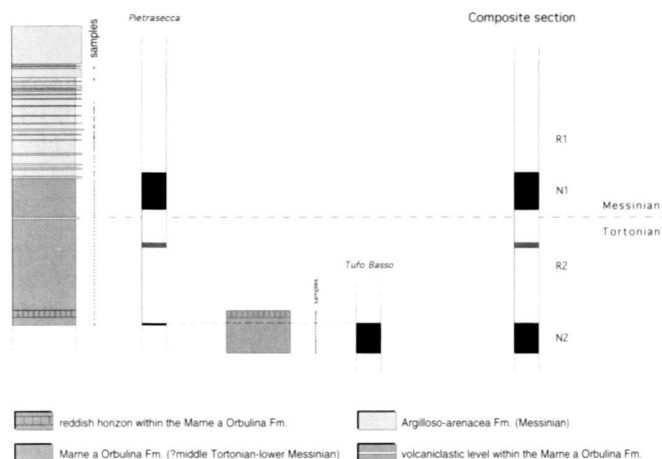 samples
Pietrasecca
Composite section
R1
N1
Messinian
Tortonian
R2
Tufo Basso
samples
N2
reddish horizon within the Marne a Orbulina Fm.
Argilloso-arenacea Fm. (Messinian)
Marne a Orbulina Fm. (?middle Tortonian-lower Messinian)
volcaniclastic level within the Marne a Orbulina Fm.